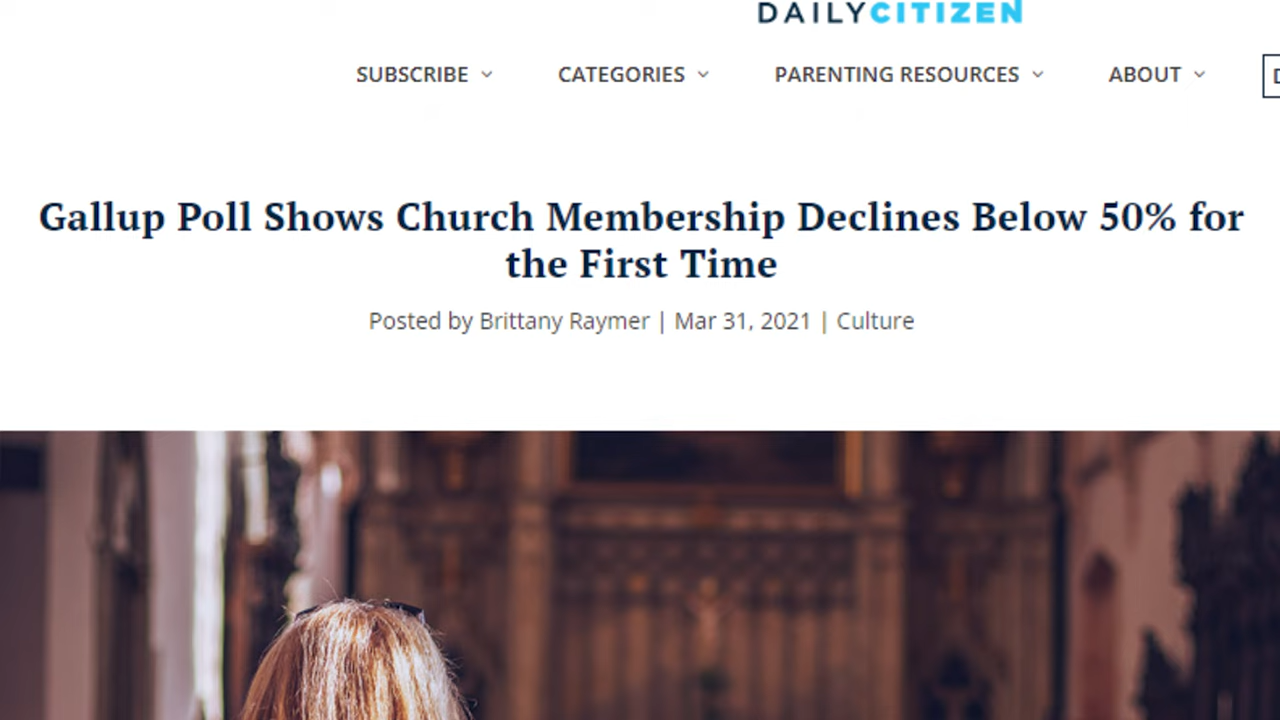 DAILYCITIZEN
SUBSCRIBE CATEGORIES PARENTING RESOURCES ABOUT
Gallup Poll Shows Church Membership Declines Below 50% for
the First Time
Posted by Brittany Raymer | Mar 31, 2021 | Culture